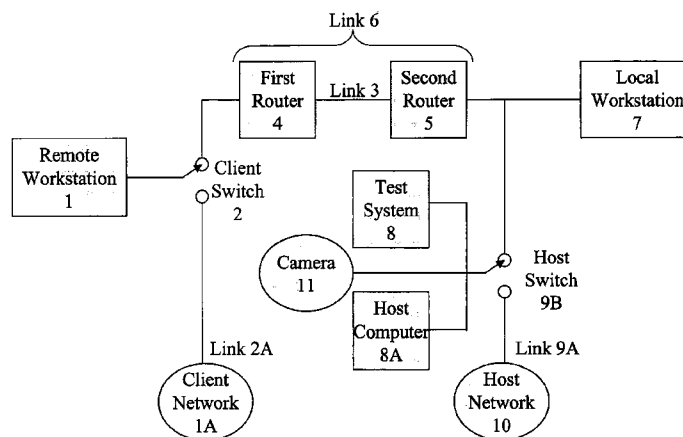 Link 6
First
Router
4
Link 3
Second
Router
5
Local
Workstation
7
Remote
Workstation
1
Client
Switch
2
Test
System
8
Camera
11
Host
Switch
9B
Host
Computer
8A
Link 2A
Link 9A
Client
Network
1A
Host
Network
10